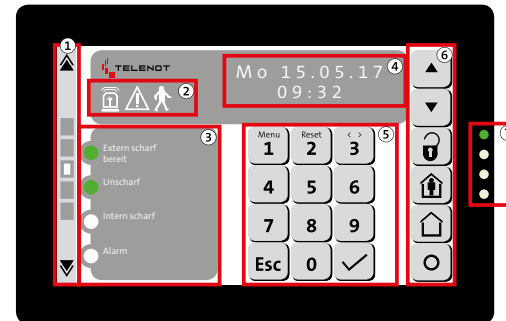 1
TELENOT
2
Mo 15.05.17
09:32
4
6
3
Extern scharf
bereit
Unscharf
Intern scharf
Alarm
5
Menu Reset < >
1 2 3
4 5 6
7 8 9
Esc 0